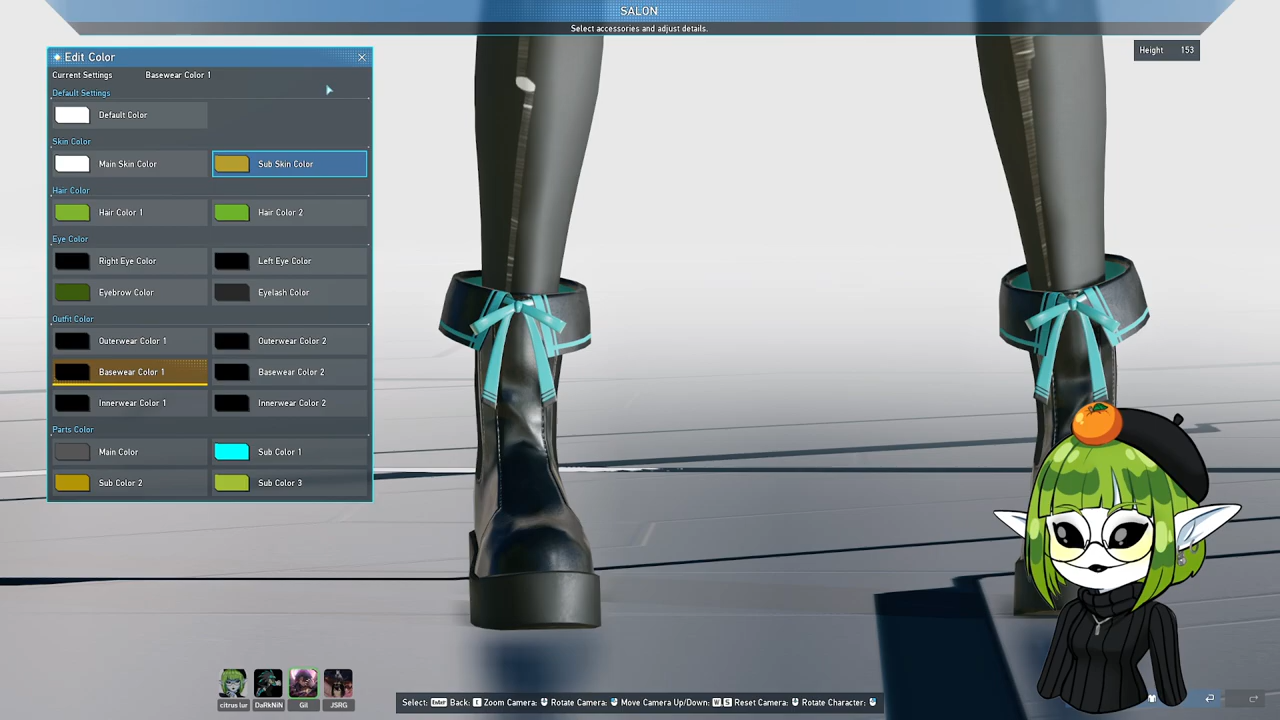 SALON
Select accessories and adjust details.
Height 153
Edit Color
Current Settings Basewear Color 1
Default Settings
Default Color
Skin Color
Main Skin Color Sub Skin Color
Hair Color
Hair Color 1 Hair Color 2
Eye Color
Right Eye Color Left Eye Color
Eyebrow Color Eyelash Color
Outfit Color
Outerwear Color 1 Outerwear Color 2
Basewear Color 1 Basewear Color 2
Innerwear Color 1 Innerwear Color 2
Parts Color
Main Color Sub Color 1
Sub Color 2 Sub Color 3
citrus lur DaRkNiN Gil JSRG
Select: Enter Back: Zoom Camera: Rotate Camera: Move Camera Up/Down: W, S Reset Camera: Rotate Character: